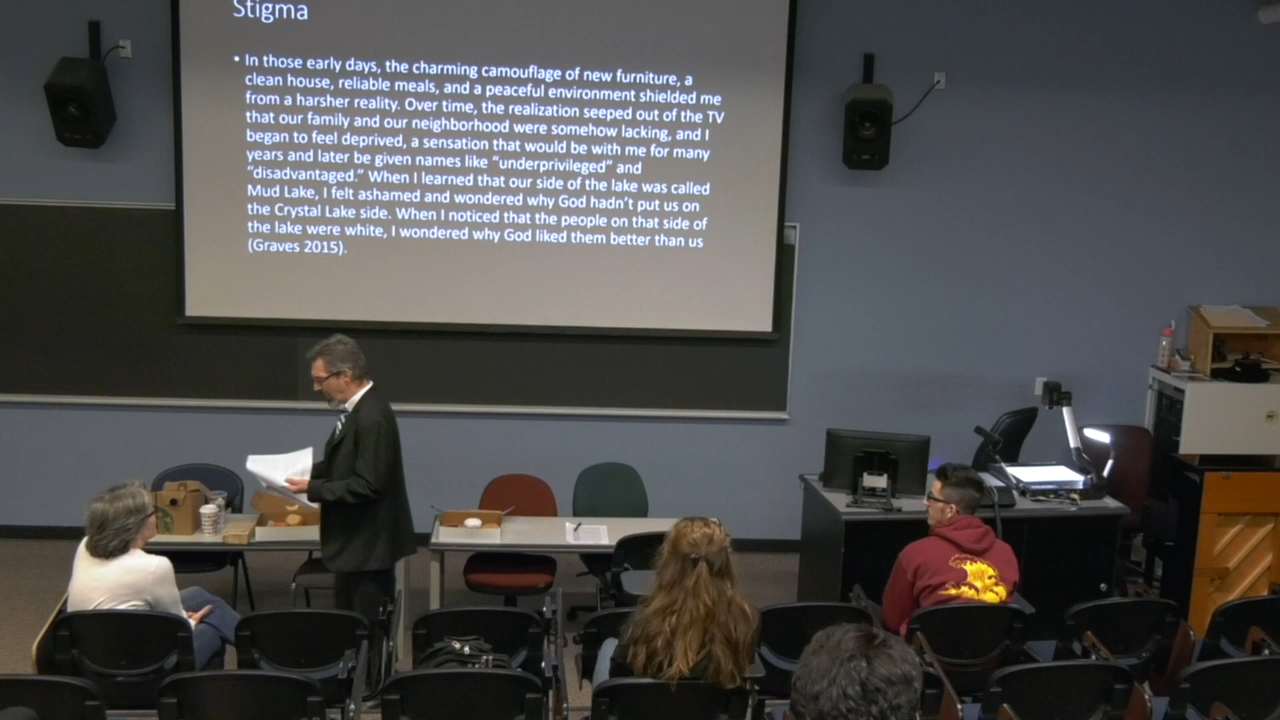 Stigma
• In those early days, the charming camouflage of new furniture, a
clean house, reliable meals, and a peaceful environment shielded me
from a harsher reality. Over time, the realization seeped out of the TV
that our family and our neighborhood were somehow lacking, and I
began to feel deprived, a sensation that would be with me for many
years and later be given names like “underprivileged” and
“disadvantaged.” When I learned that our side of the lake was called
Mud Lake, I felt ashamed and wondered why God hadn’t put us on
the Crystal Lake side. When I noticed that the people on that side of
the lake were white, I wondered why God liked them better than us
(Graves 2015).